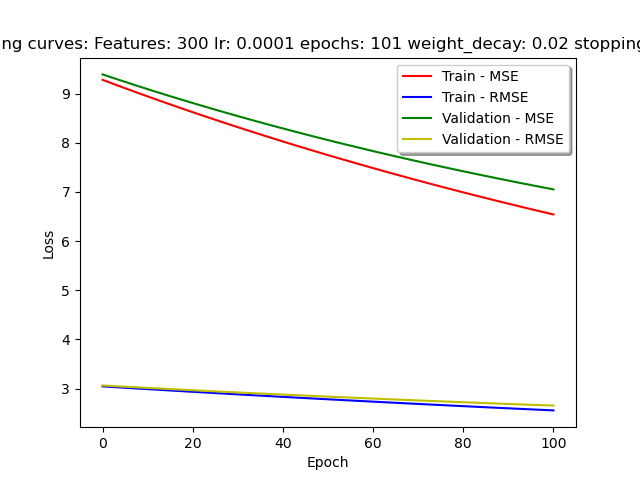 ng curves: Features: 300 lr: 0.0001 epochs: 101 weight_decay: 0.02 stopping
Train - MSE
Train - RMSE
Validation - MSE
Validation - RMSE
Loss
9
8
7
6
5
4
3
0 20 40 60 80 100
Epoch